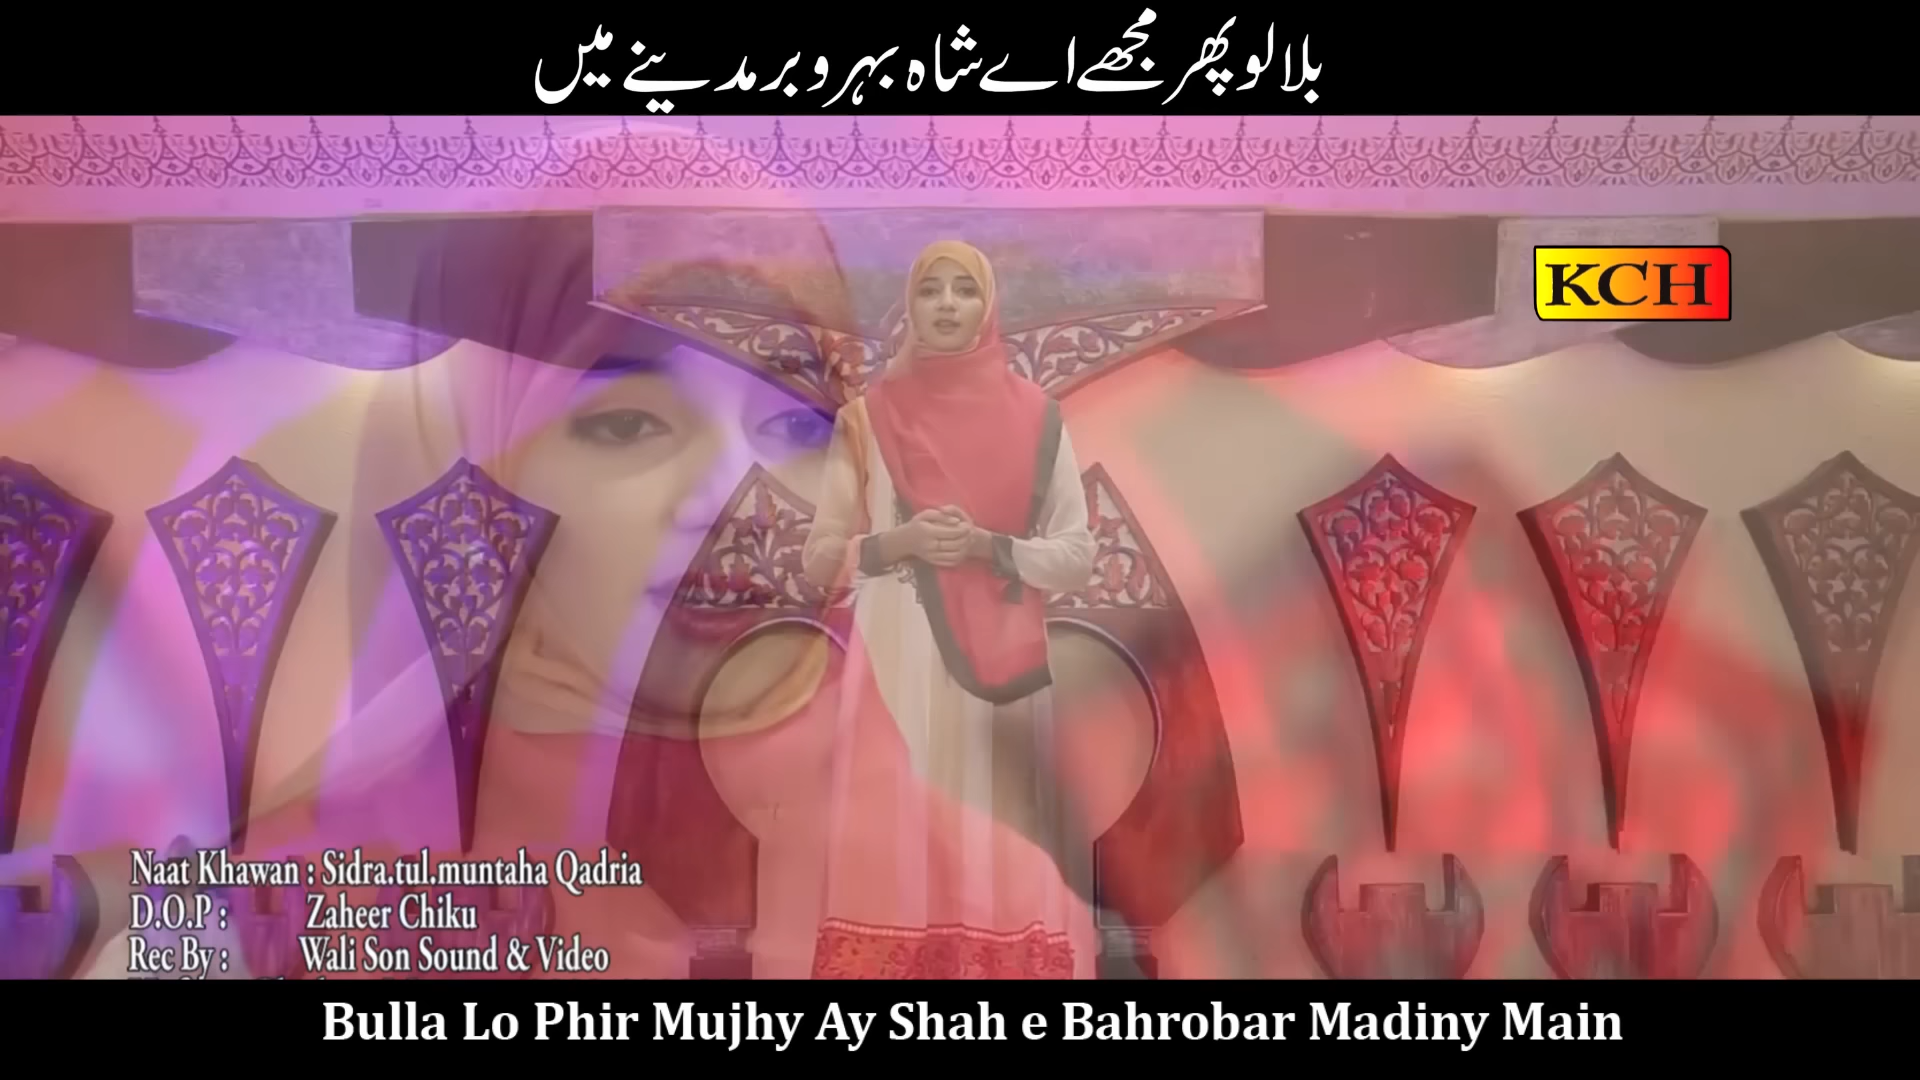 بلا لو پھر مجھے اے شاہ بہرو بر مدینے میں
KCH
Naat Khawan : Sidra.tul.muntaha Qadria
D.O.P : Zaheer Chiku
Rec By : Wali Son Sound & Video
Bulla Lo Phir Mujhy Ay Shah e Bahrobar Madiny Main